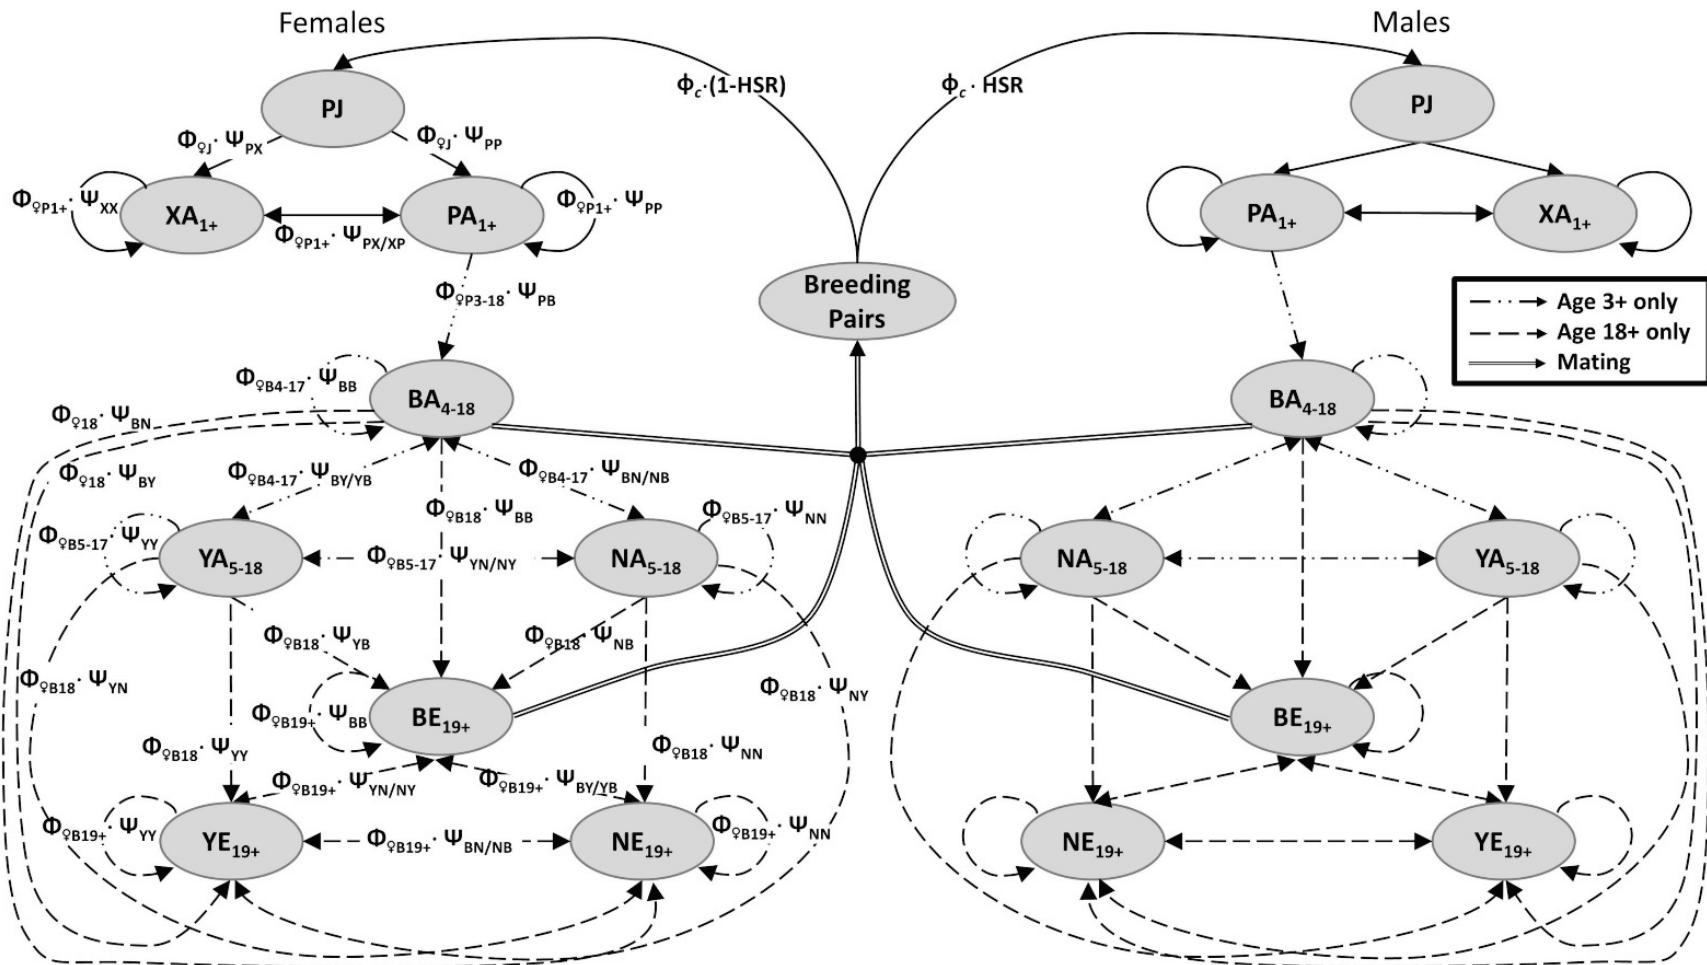 Females
Males
PJ
ϕc·(1-HSR)
ϕc · HSR
PJ
Φ♀J· ΨPX
Φ♀J· ΨPP
Φ♀P1+· ΨXX
XA1+
PA1+
Φ♀P1+· ΨPP
Φ♀P1+· ΨPX/XP
PA1+
XA1+
Φ♀P3-18· ΨPB
Breeding
Pairs
Age 3+ only
Age 18+ only
Mating
Φ♀B4-17· ΨBB
BA4-18
BA4-18
Φ♀18· ΨBN
Φ♀18· ΨBY
Φ♀B4-17· ΨBY/YB
Φ♀B4-17· ΨBN/NB
Φ♀B18· ΨBB
Φ♀B5-17· ΨYY
YA5-18
Φ♀B5-17· ΨYN/NY
NA5-18
Φ♀B5-17· ΨNN
NA5-18
YA5-18
Φ♀B18· ΨYB
Φ♀B18· ΨNB
Φ♀B18· ΨYN
Φ♀B18· ΨNY
Φ♀B19+· ΨBB
BE19+
BE19+
Φ♀B18· ΨYY
Φ♀B18· ΨNN
Φ♀B19+· ΨYN/NY
Φ♀B19+· ΨBY/YB
Φ♀B19+· ΨYY
YE19+
Φ♀B19+· ΨBN/NB
NE19+
Φ♀B19+· ΨNN
NE19+
YE19+